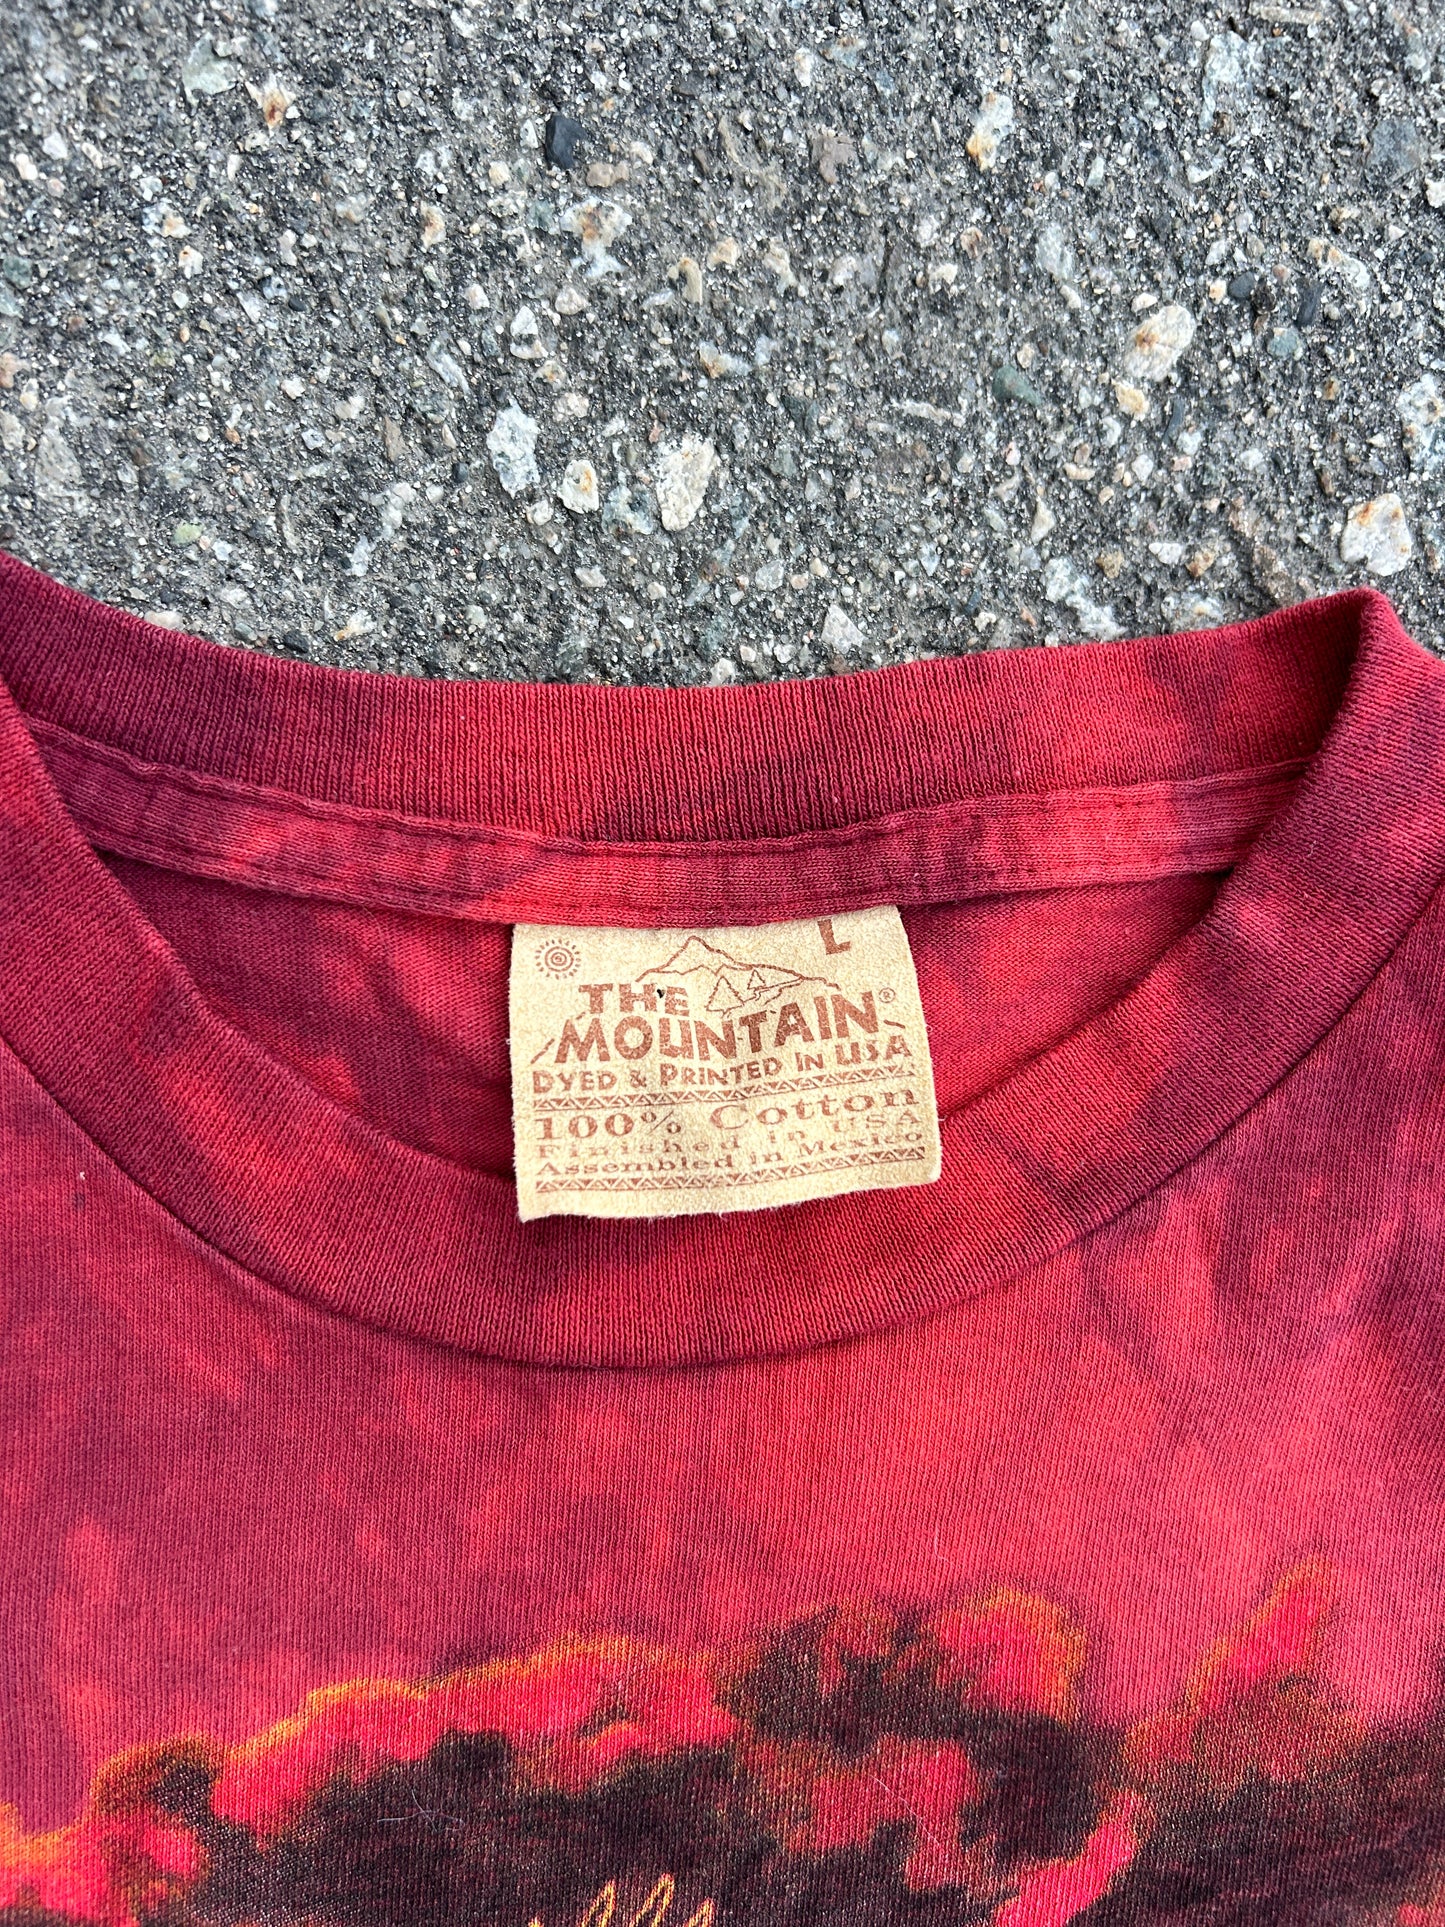 L
THE
MOUNTAIN®
DYED & PRINTED IN USA
100% Cotton
Finished in USA
Assembled in Mexico